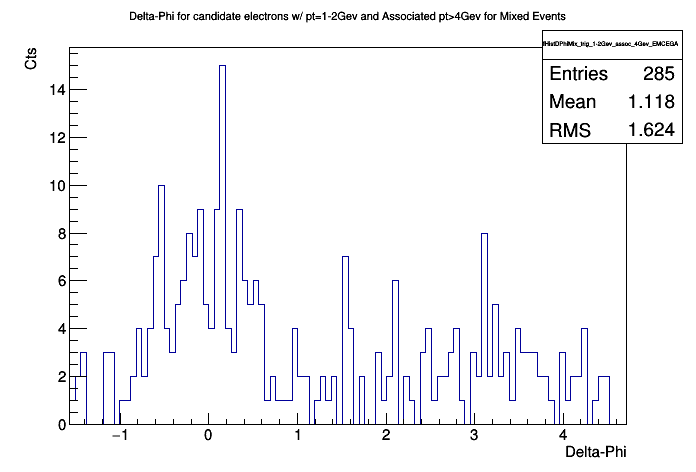 Delta-Phi for candidate electrons w/ pt=1-2Gev and Associated pt>4Gev for Mixed Events
fHistDPhiMix_trig_1-2Gev_assoc_4Gev_EMCEGA
Entries 285
Mean 1.118
RMS 1.624
Cts
14
12
10
8
6
4
2
0
−1 0 1 2 3 4
Delta-Phi